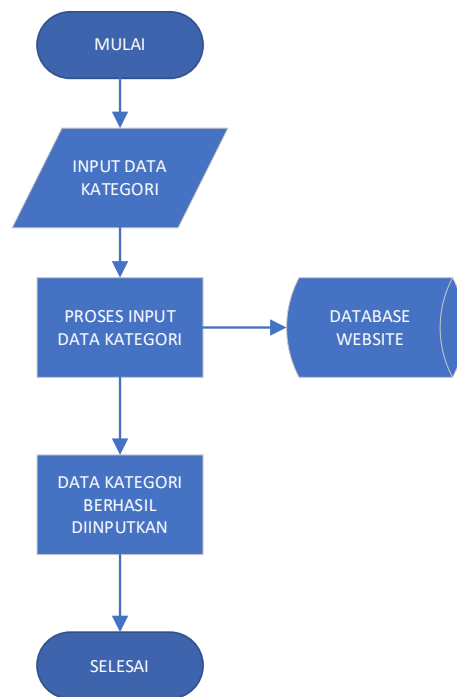 MULAI
INPUT DATA
KATEGORI
PROSES INPUT
DATA KATEGORI
DATABASE
WEBSITE
DATA KATEGORI
BERHASIL
DIINPUTKAN
SELESAI